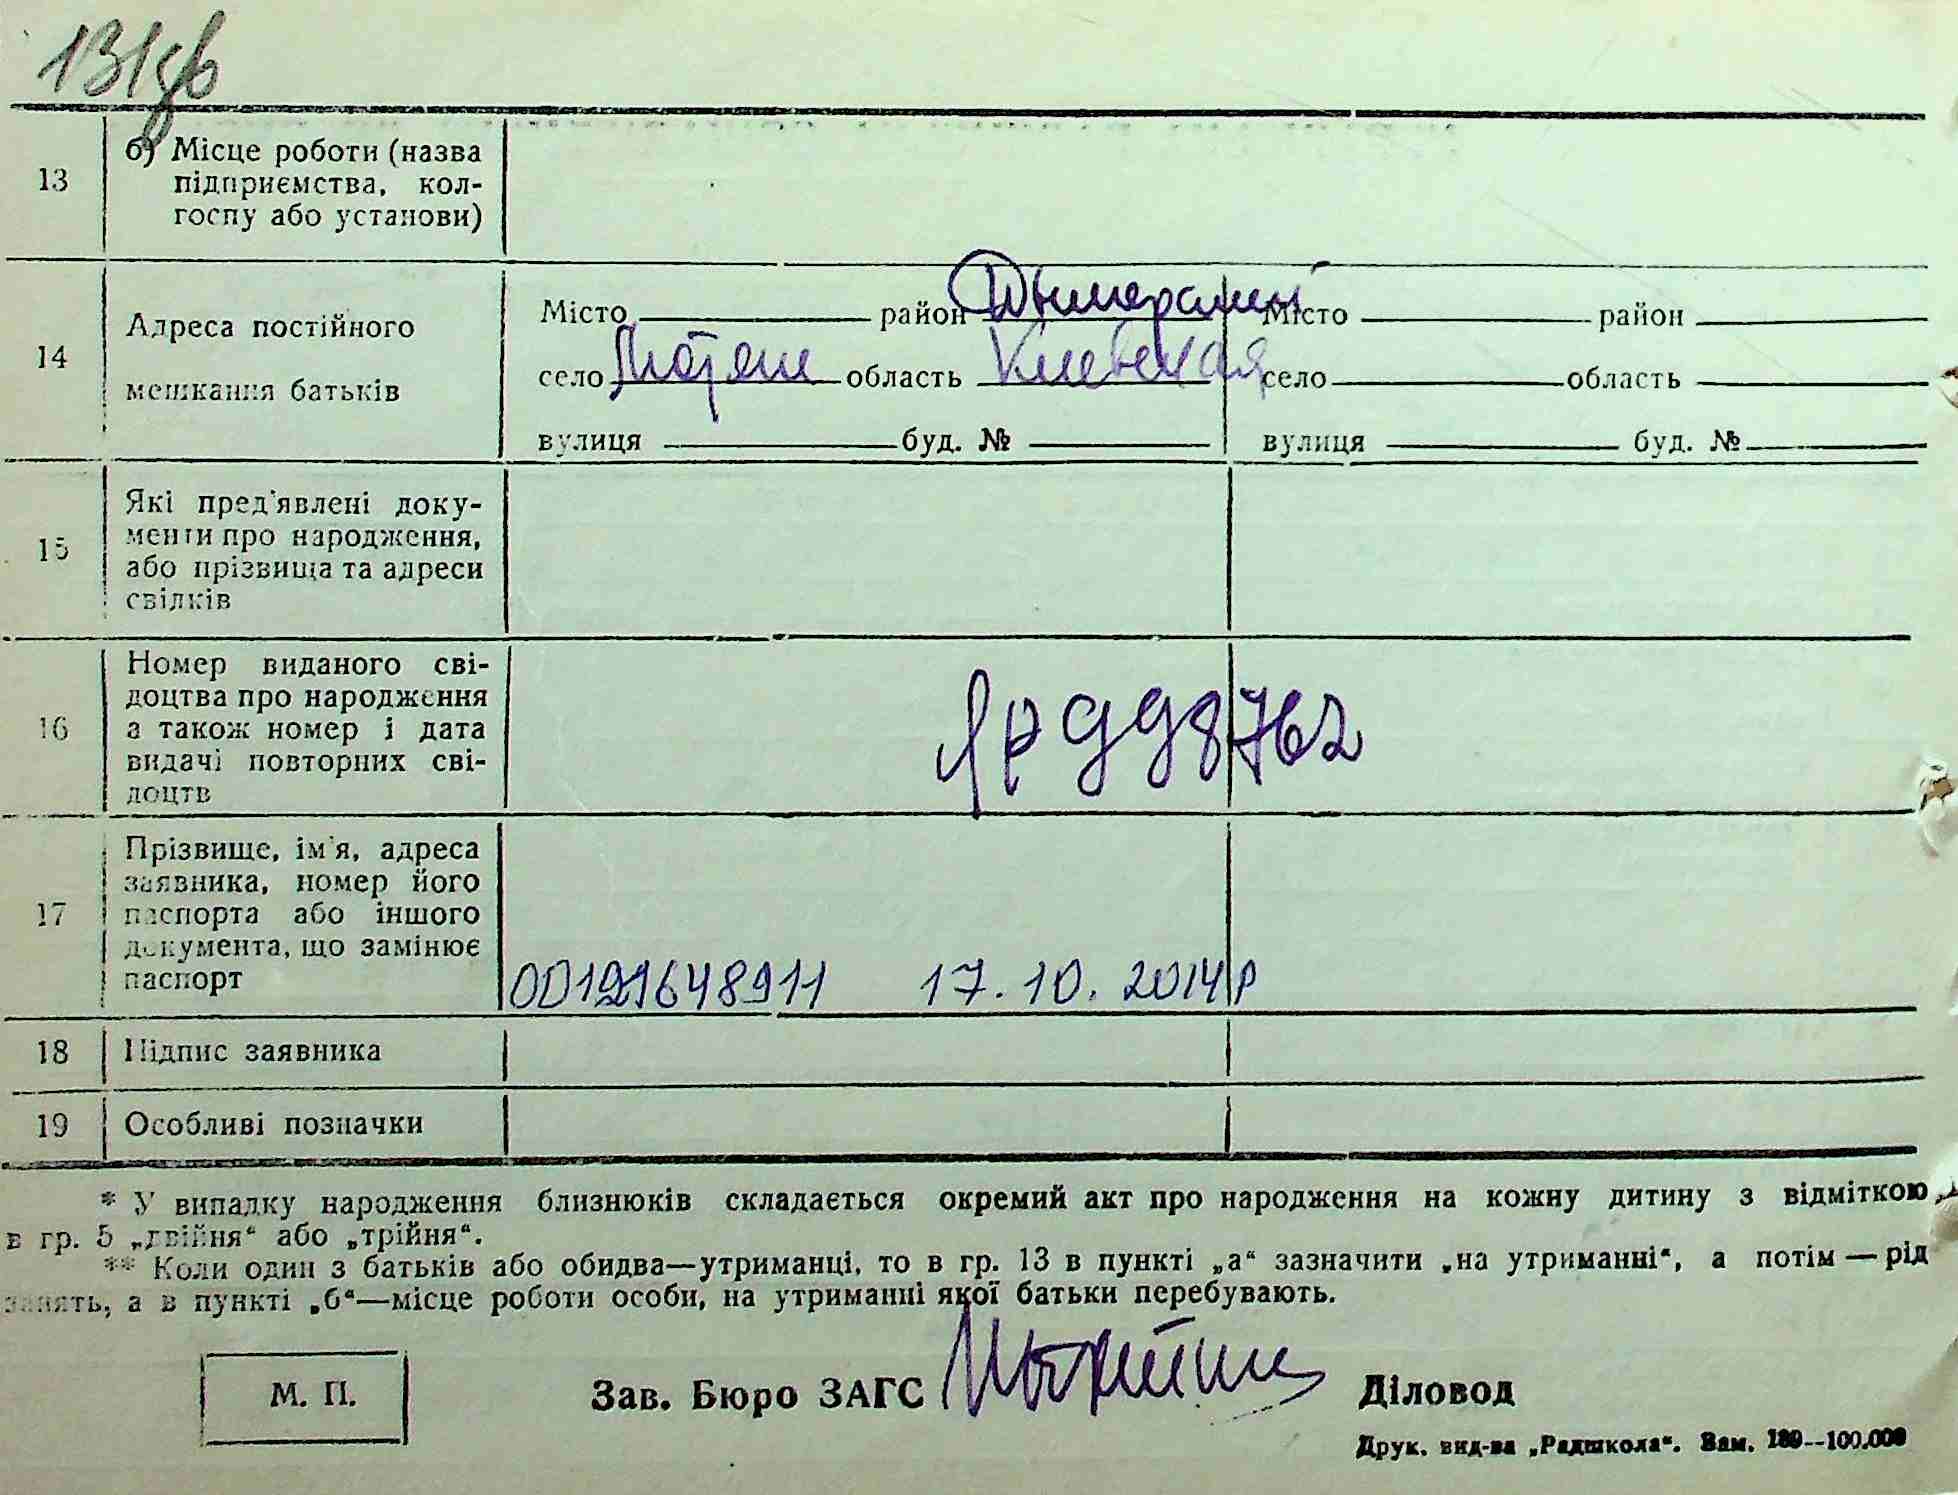 131зв
13
б) Місце роботи (назва
підприємства, кол-
госпу або установи)
14
Адреса постійного
мешкання батьків
Місто район Дымерский
село Лютеж область Киевская
вулиця буд. №
Місто район
село область
вулиця буд. №
15
Які пред'явлені доку-
менти про народження,
або прізвища та адреси
свілків
16
Номер виданого сві-
доцтва про народження
а також номер і дата
видачі повторних сві-
доцтв
998762
17
Прізвище, ім'я, адреса
заявника, номер його
паспорта або іншого
документа, що замінює
паспорт
00191648911 17.10.2014р
18
Підпис заявника
19
Особливі позначки
* У випадку народження близнюків складається окремий акт про народження на кожну дитину з відміткою
в гр. 5 „двійня“ або „трійня“.
** Коли один з батьків або обидва—утриманці, то в гр. 13 в пункті „а“ зазначити „на утриманні“, а потім — рід
занять, а в пункті „б“—місце роботи особи, на утриманні якої батьки перебувають.
М. П.
Зав. Бюро ЗАГС
Діловод
Друк. вид-ва „Радшкола“. Зам. 180--100.000